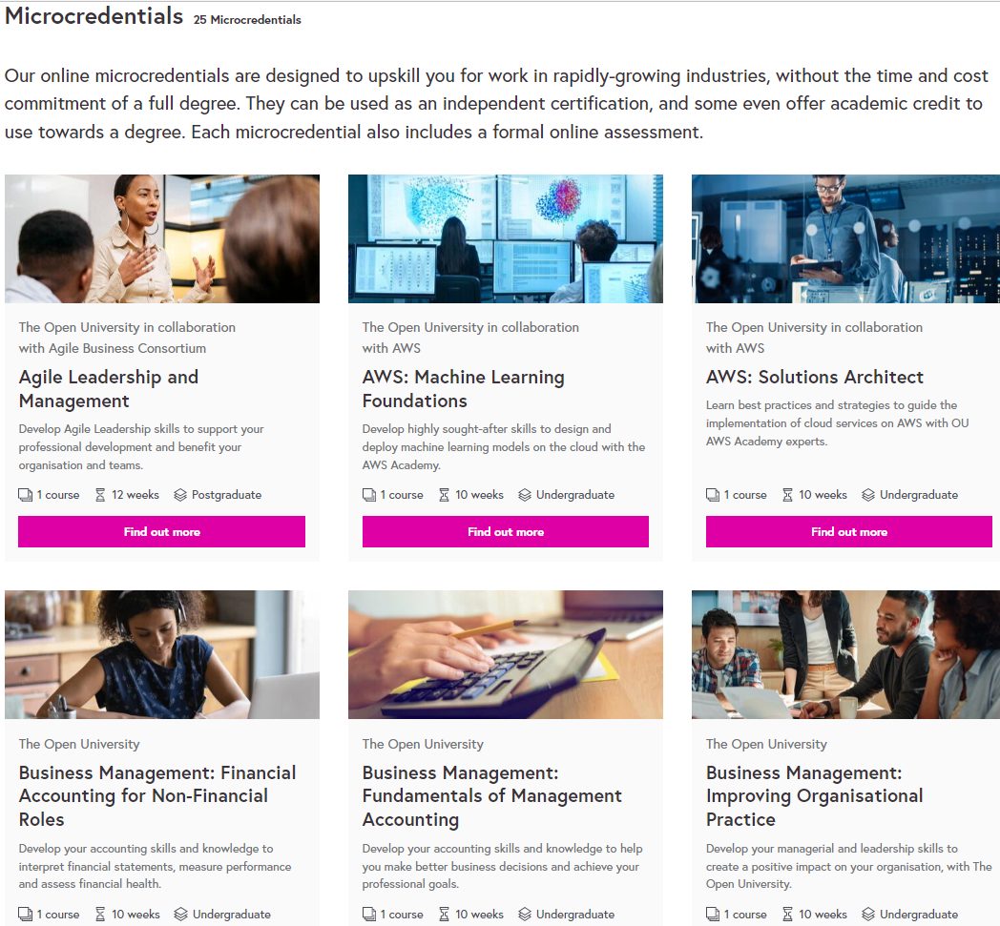 Microcredentials 25 Microcredentials
Our online microcredentials are designed to upskill you for work in rapidly-growing industries, without the time and cost
commitment of a full degree. They can be used as an independent certification, and some even offer academic credit to
use towards a degree. Each microcredential also includes a formal online assessment.
The Open University in collaboration
with Agile Business Consortium
Agile Leadership and
Management
Develop Agile Leadership skills to support your
professional development and benefit your
organisation and teams.
1 course 12 weeks Postgraduate
Find out more
The Open University in collaboration
with AWS
AWS: Machine Learning
Foundations
Develop highly sought-after skills to design and
deploy machine learning models on the cloud with the
AWS Academy.
1 course 10 weeks Undergraduate
Find out more
The Open University in collaboration
with AWS
AWS: Solutions Architect
Learn best practices and strategies to guide the
implementation of cloud services on AWS with OU
AWS Academy experts.
1 course 10 weeks Undergraduate
Find out more
The Open University
Business Management: Financial
Accounting for Non-Financial
Roles
Develop your accounting skills and knowledge to
interpret financial statements, measure performance
and assess financial health.
1 course 10 weeks Undergraduate
The Open University
Business Management:
Fundamentals of Management
Accounting
Develop your accounting skills and knowledge to help
you make better business decisions and achieve your
professional goals.
1 course 10 weeks Undergraduate
The Open University
Business Management:
Improving Organisational
Practice
Develop your managerial and leadership skills to
create a positive impact on your organisation, with The
Open University.
1 course 10 weeks Undergraduate